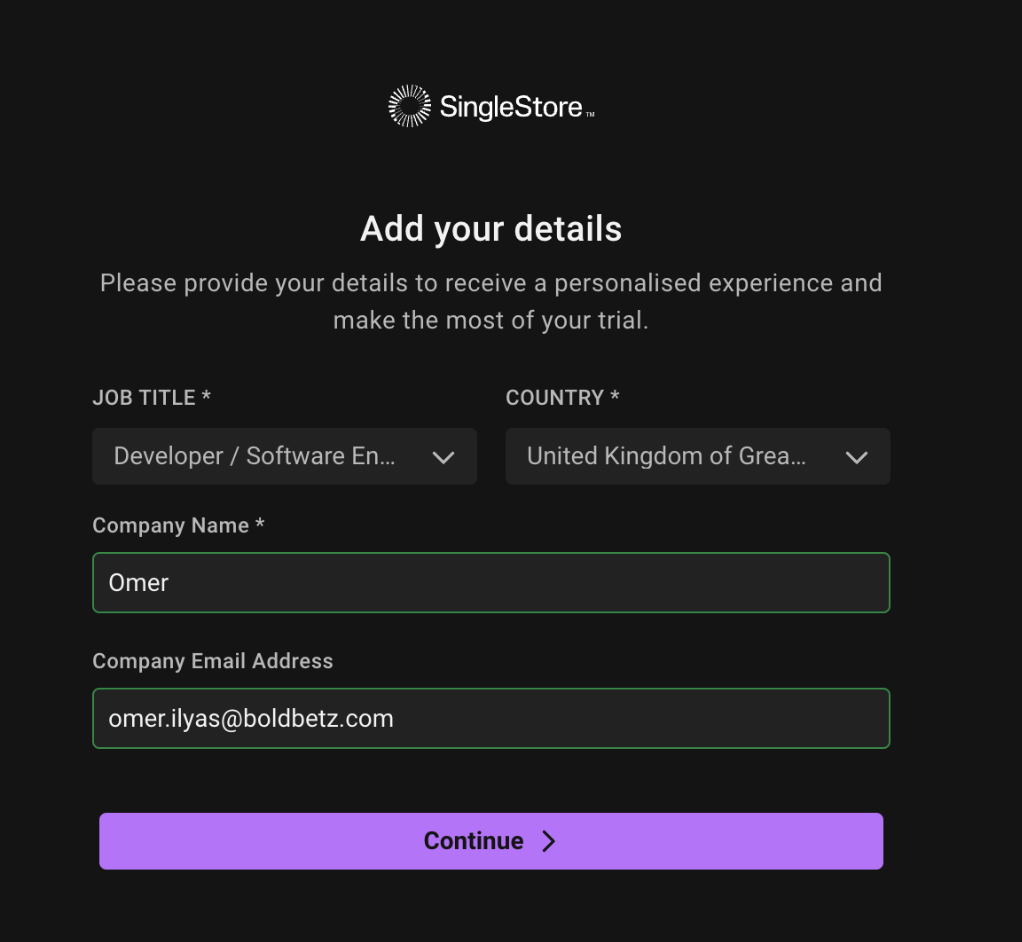 SingleStore™
Add your details
Please provide your details to receive a personalised experience and
make the most of your trial.
JOB TITLE *
COUNTRY *
Developer / Software En...
United Kingdom of Grea...
Company Name *
Omer
Company Email Address
omer.ilyas@boldbetz.com
Continue